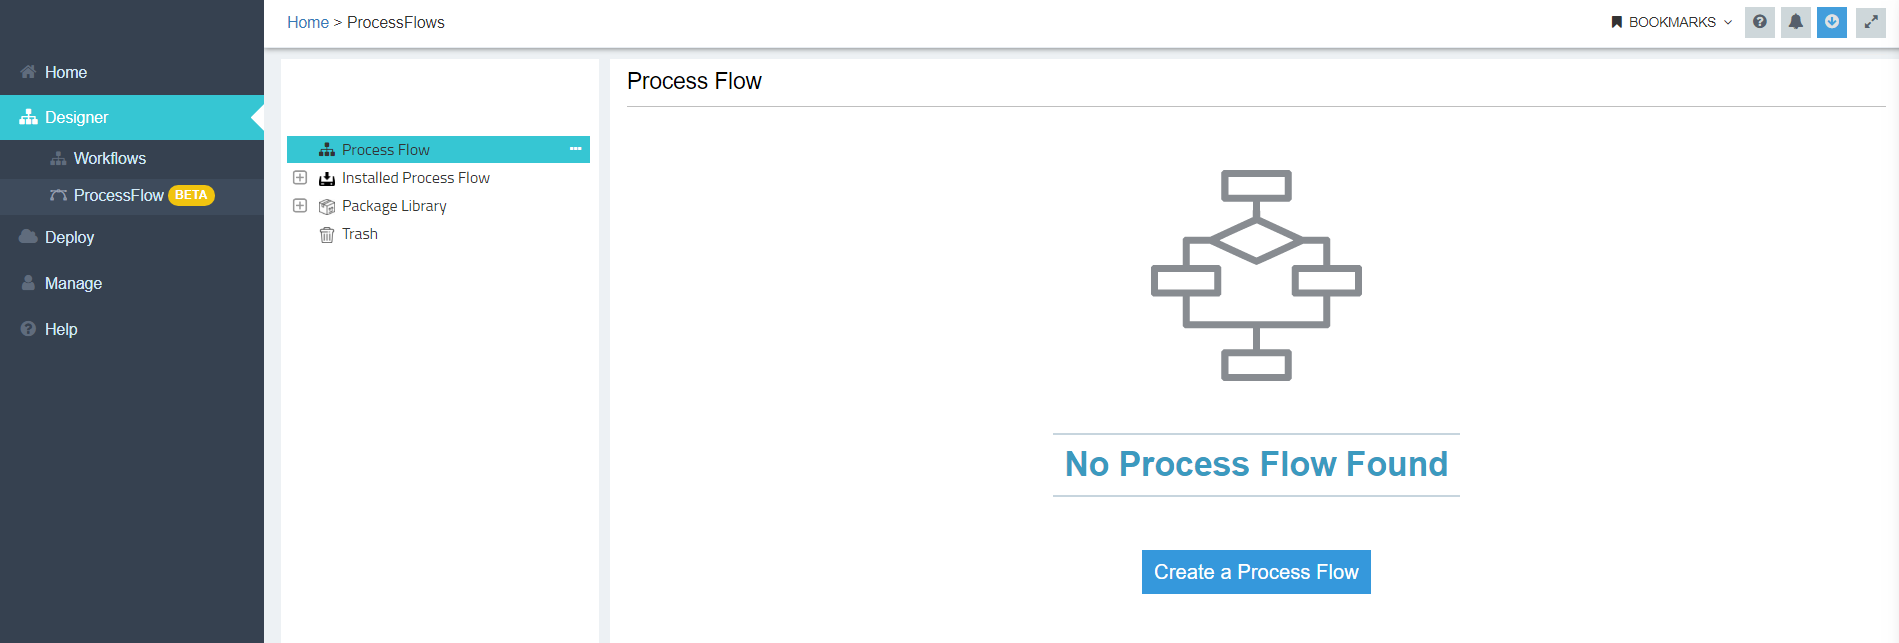 Home > ProcessFlows
BOOKMARKS
Home
Designer
Workflows
ProcessFlow BETA
Deploy
Manage
Help
Process Flow
Installed Process Flow
Package Library
Trash
Process Flow
No Process Flow Found
Create a Process Flow